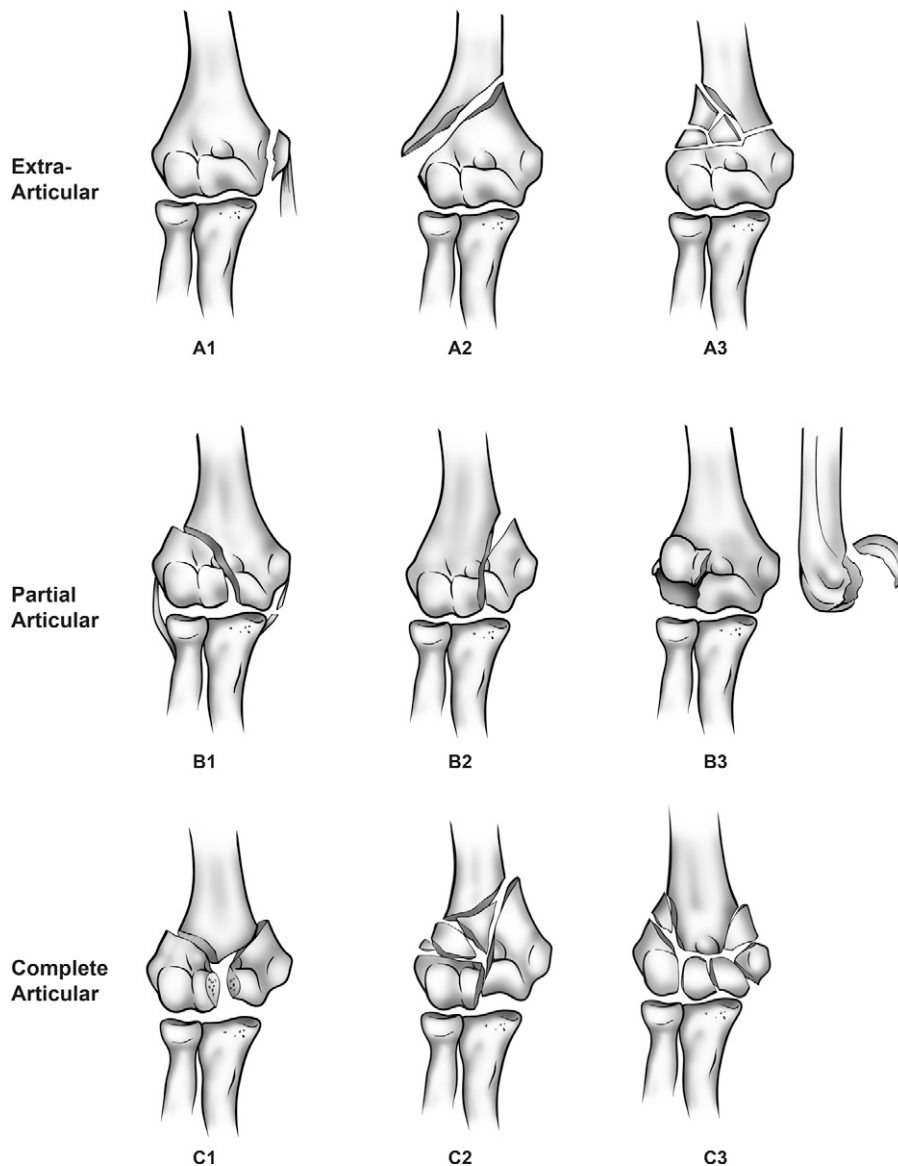 Extra-
Articular
A1
A2
A3
Partial
Articular
B1
B2
B3
Complete
Articular
C1
C2
C3